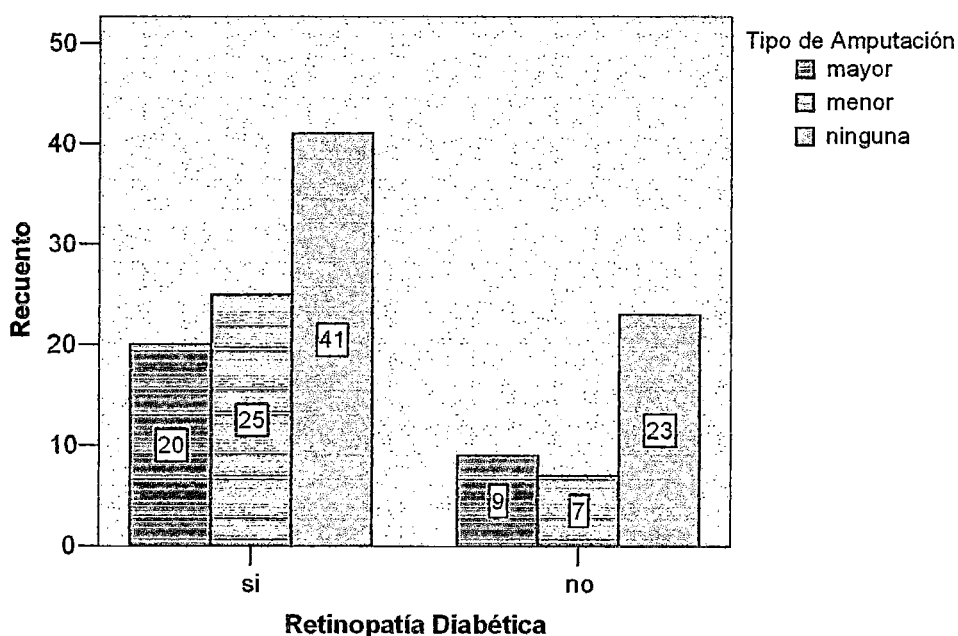 Tipo de Amputación
mayor
menor
ninguna
Recuento
50
40
30
20
10
0
20
25
41
9
7
23
si
no
Retinopatía Diabética